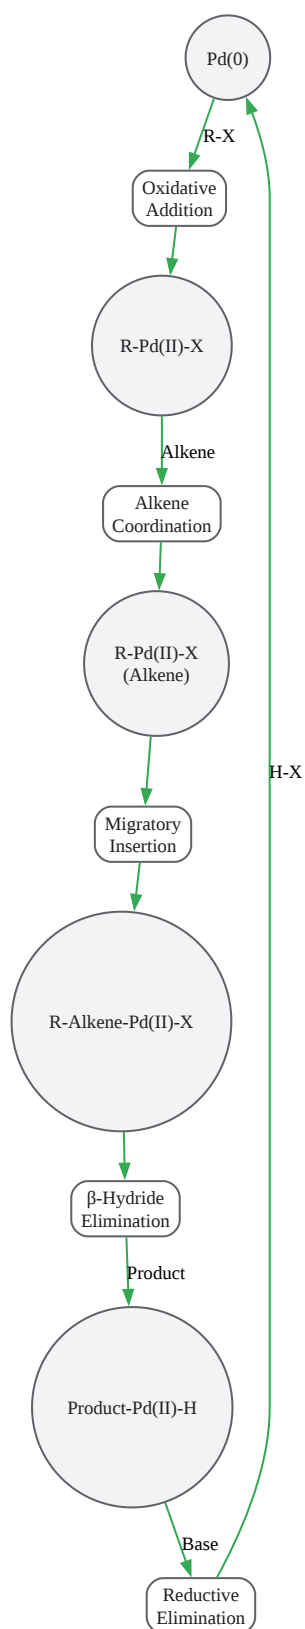 Pd(0)
R-X
Oxidative
Addition
R-Pd(II)-X
Alkene
Alkene
Coordination
R-Pd(II)-X
(Alkene)
H-X
Migratory
Insertion
R-Alkene-Pd(II)-X
β-Hydride
Elimination
Product
Product-Pd(II)-H
Base
Reductive
Elimination